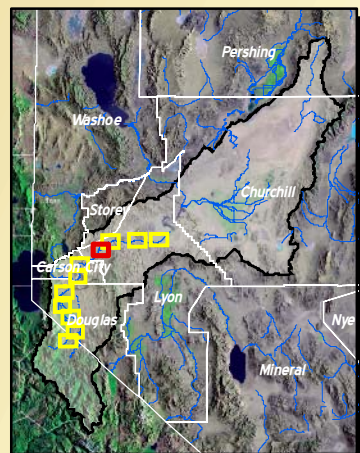 Pershing
Washoe
Churchill
Storey
Carson City
Lyon
Douglas
Nye
Mineral